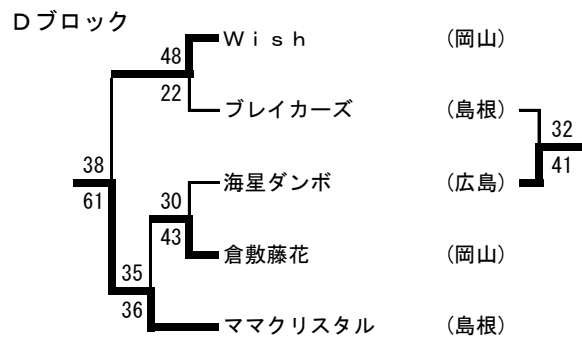 Dブロック
48 Ｗｉｓｈ (岡山)
22 ブレイカーズ (島根) 32
38 海星ダンボ (広島) 41
61 30
43 倉敷藤花 (岡山)
35
36 ママクリスタル (島根)